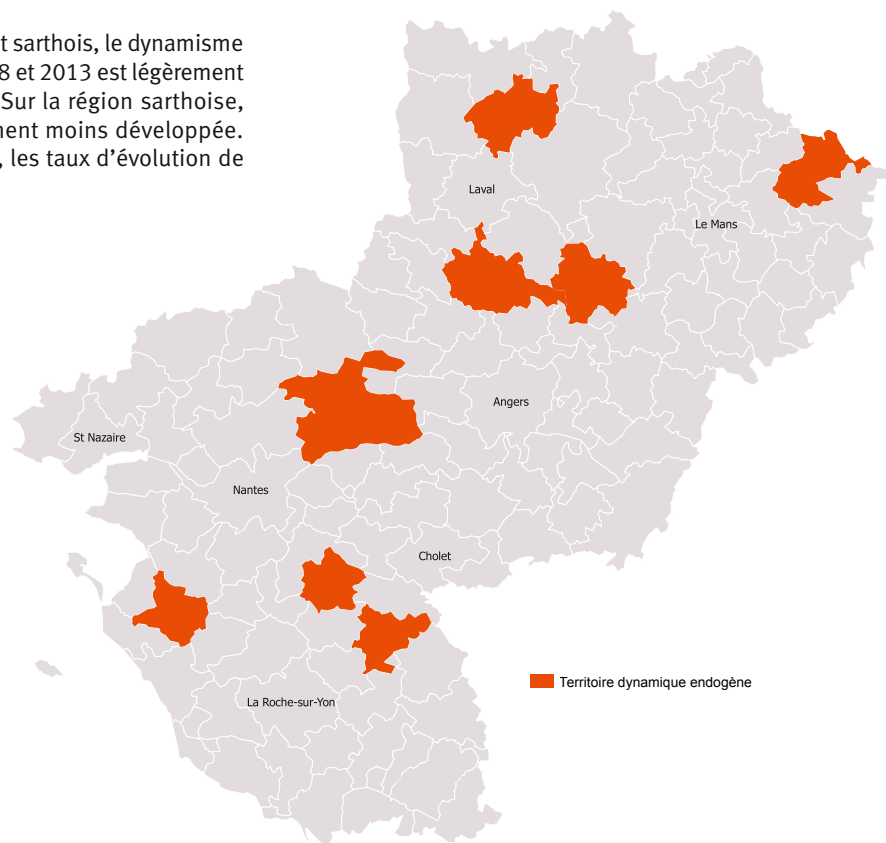 t sarthois, le dynamisme
8 et 2013 est légèrement
Sur la région sarthoise,
ment moins développée.
, les taux d'évolution de
Laval
Le Mans
Angers
St Nazaire
Nantes
Cholet
Territoire dynamique endogène
La Roche-sur-Yon